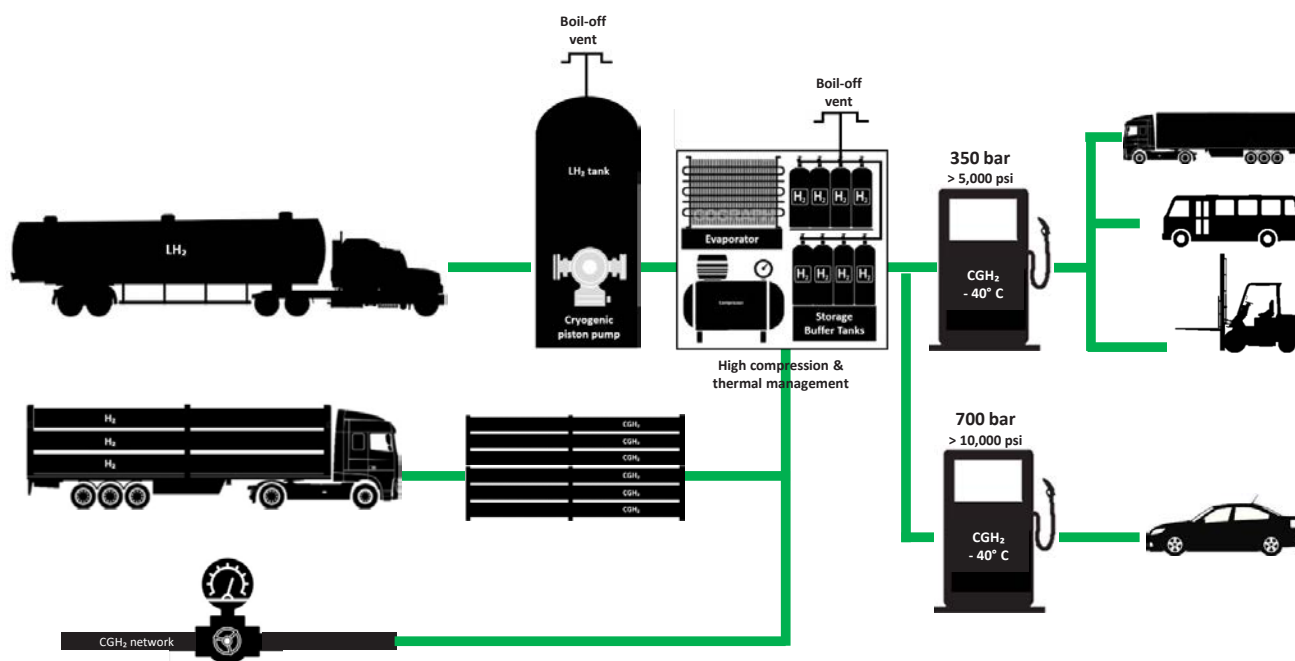 Boil-off
vent
Boil-off
vent
LH₂
LH₂ tank
Cryogenic
piston pump
Evaporator
Compressor
H₂
H₂
H₂
H₂
H₂
H₂
H₂
H₂
Storage
Buffer Tanks
High compression &
thermal management
350 bar
> 5,000 psi
CGH₂
- 40° C
H₂
H₂
H₂
CGH₂
CGH₂
CGH₂
CGH₂
CGH₂
CGH₂
700 bar
> 10,000 psi
CGH₂
- 40° C
CGH₂ network